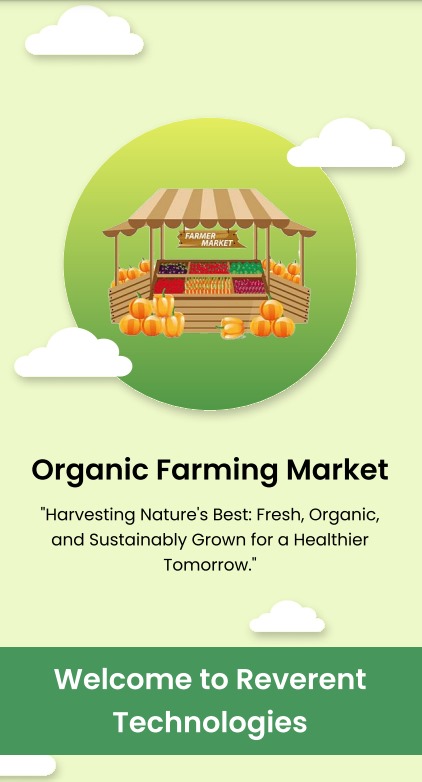 FARMER
MARKET
Organic Farming Market
"Harvesting Nature's Best: Fresh, Organic,
and Sustainably Grown for a Healthier
Tomorrow."
Welcome to Reverent
Technologies